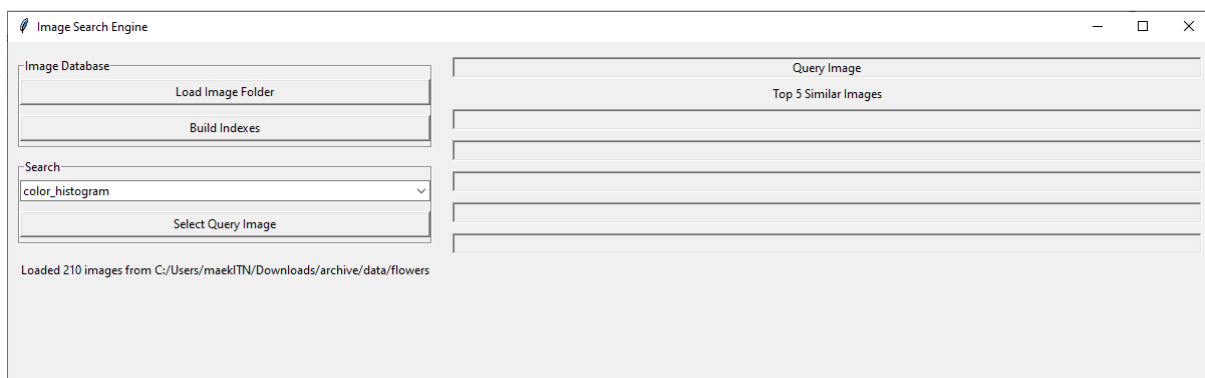 Image Search Engine
Image Database
Load Image Folder
Build Indexes
Search
color_histogram
Select Query Image
Loaded 210 images from C:/Users/maekITN/Downloads/archive/data/flowers
Query Image
Top 5 Similar Images